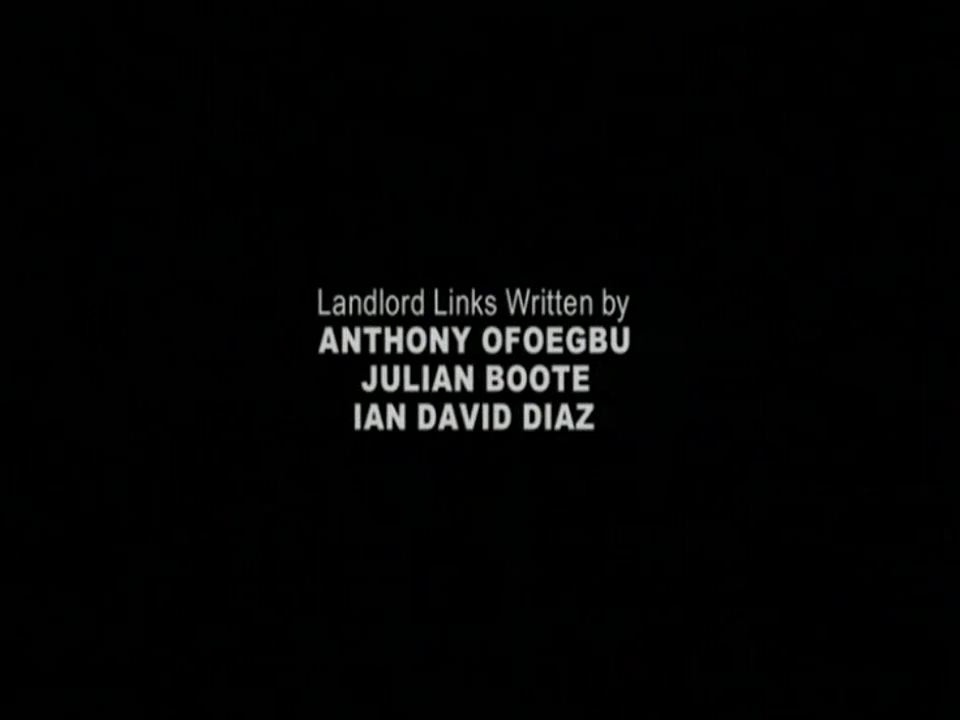 Landlord Links Written by
ANTHONY OFOEGBU
JULIAN BOOTE
IAN DAVID DIAZ